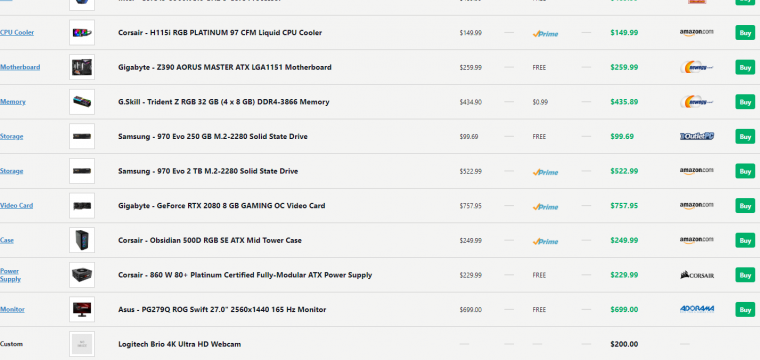 CPU Cooler Corsair - H115i RGB PLATINUM 97 CFM Liquid CPU Cooler $149.99 — Prime — $149.99 amazon.com Buy
Motherboard Gigabyte - Z390 AORUS MASTER ATX LGA1151 Motherboard $259.99 — FREE — $259.99 newegg Buy
Memory G.Skill - Trident Z RGB 32 GB (4 x 8 GB) DDR4-3866 Memory $434.90 — $0.99 — $435.89 newegg Buy
Storage Samsung - 970 Evo 250 GB M.2-2280 Solid State Drive $99.69 — FREE — $99.69 OutletPC Buy
Storage Samsung - 970 Evo 2 TB M.2-2280 Solid State Drive $522.99 — Prime — $522.99 amazon.com Buy
Video Card Gigabyte - GeForce RTX 2080 8 GB GAMING OC Video Card $757.95 — Prime — $757.95 amazon.com Buy
Case Corsair - Obsidian 500D RGB SE ATX Mid Tower Case $249.99 — Prime — $249.99 amazon.com Buy
Power
Supply Corsair - 860 W 80+ Platinum Certified Fully-Modular ATX Power Supply $229.99 — FREE — $229.99 CORSAIR Buy
Monitor Asus - PG279Q ROG Swift 27.0" 2560x1440 165 Hz Monitor $699.00 — FREE — $699.00 ADORAMA Buy
Custom Logitech Brio 4K Ultra HD Webcam — — — — $200.00 —